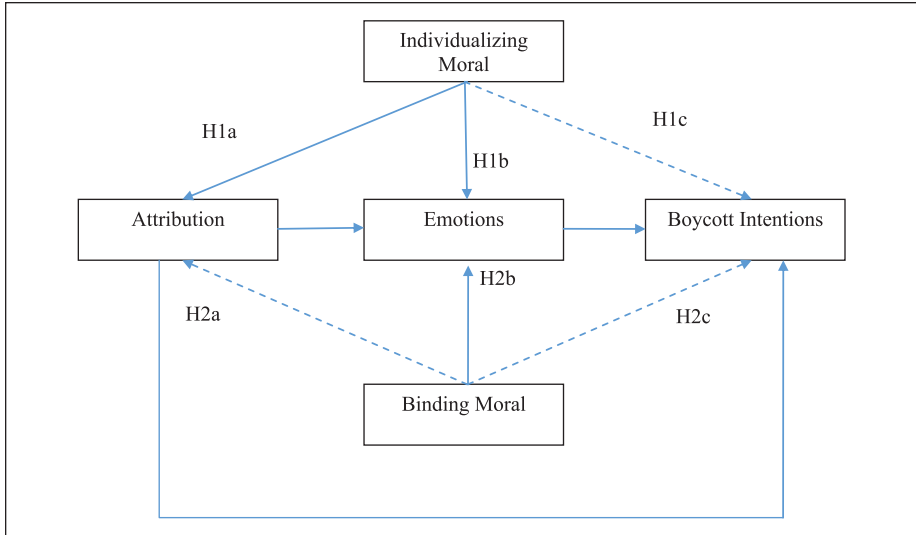 Individualizing
Moral
H1a
H1c
H1b
Attribution
Emotions
Boycott Intentions
H2b
H2a
H2c
Binding Moral